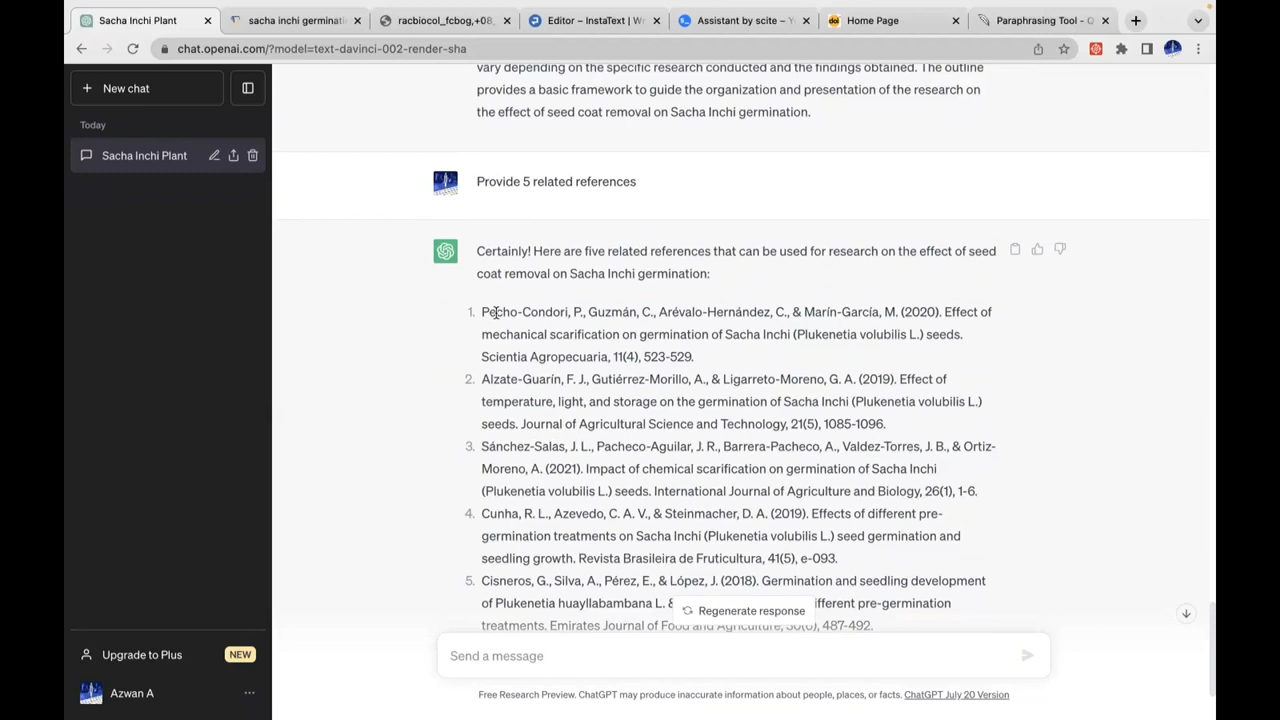 Sacha Inchi Plant
sacha inchi germinati
racbiocol_fcbog,+08_
Editor – InstaText | Wr
Assistant by scite – Yo
Home Page
Paraphrasing Tool - Q
chat.openai.com/?model=text-davinci-002-render-sha
New chat
Today
Sacha Inchi Plant
vary depending on the specific research conducted and the findings obtained. The outline
provides a basic framework to guide the organization and presentation of the research on
the effect of seed coat removal on Sacha Inchi germination.
Provide 5 related references
Certainly! Here are five related references that can be used for research on the effect of seed
coat removal on Sacha Inchi germination:
1. Pecho-Condori, P., Guzmán, C., Arévalo-Hernández, C., & Marín-García, M. (2020). Effect of
mechanical scarification on germination of Sacha Inchi (Plukenetia volubilis L.) seeds.
Scientia Agropecuaria, 11(4), 523-529.
2. Alzate-Guarín, F. J., Gutiérrez-Morillo, A., & Ligarreto-Moreno, G. A. (2019). Effect of
temperature, light, and storage on the germination of Sacha Inchi (Plukenetia volubilis L.)
seeds. Journal of Agricultural Science and Technology, 21(5), 1085-1096.
3. Sánchez-Salas, J. L., Pacheco-Aguilar, J. R., Barrera-Pacheco, A., Valdez-Torres, J. B., & Ortiz-
Moreno, A. (2021). Impact of chemical scarification on germination of Sacha Inchi
(Plukenetia volubilis L.) seeds. International Journal of Agriculture and Biology, 26(1), 1-6.
4. Cunha, R. L., Azevedo, C. A. V., & Steinmacher, D. A. (2019). Effects of different pre-
germination treatments on Sacha Inchi (Plukenetia volubilis L.) seed germination and
seedling growth. Revista Brasileira de Fruticultura, 41(5), e-093.
5. Cisneros, G., Silva, A., Pérez, E., & López, J. (2018). Germination and seedling development
of Plukenetia huayllabambana L. &
ifferent pre-germination
treatments. Emirates Journal of Food and Agriculture, 30(6), 487-492.
Regenerate response
Send a message
Free Research Preview. ChatGPT may produce inaccurate information about people, places, or facts. ChatGPT July 20 Version
Upgrade to Plus
NEW
Azwan A